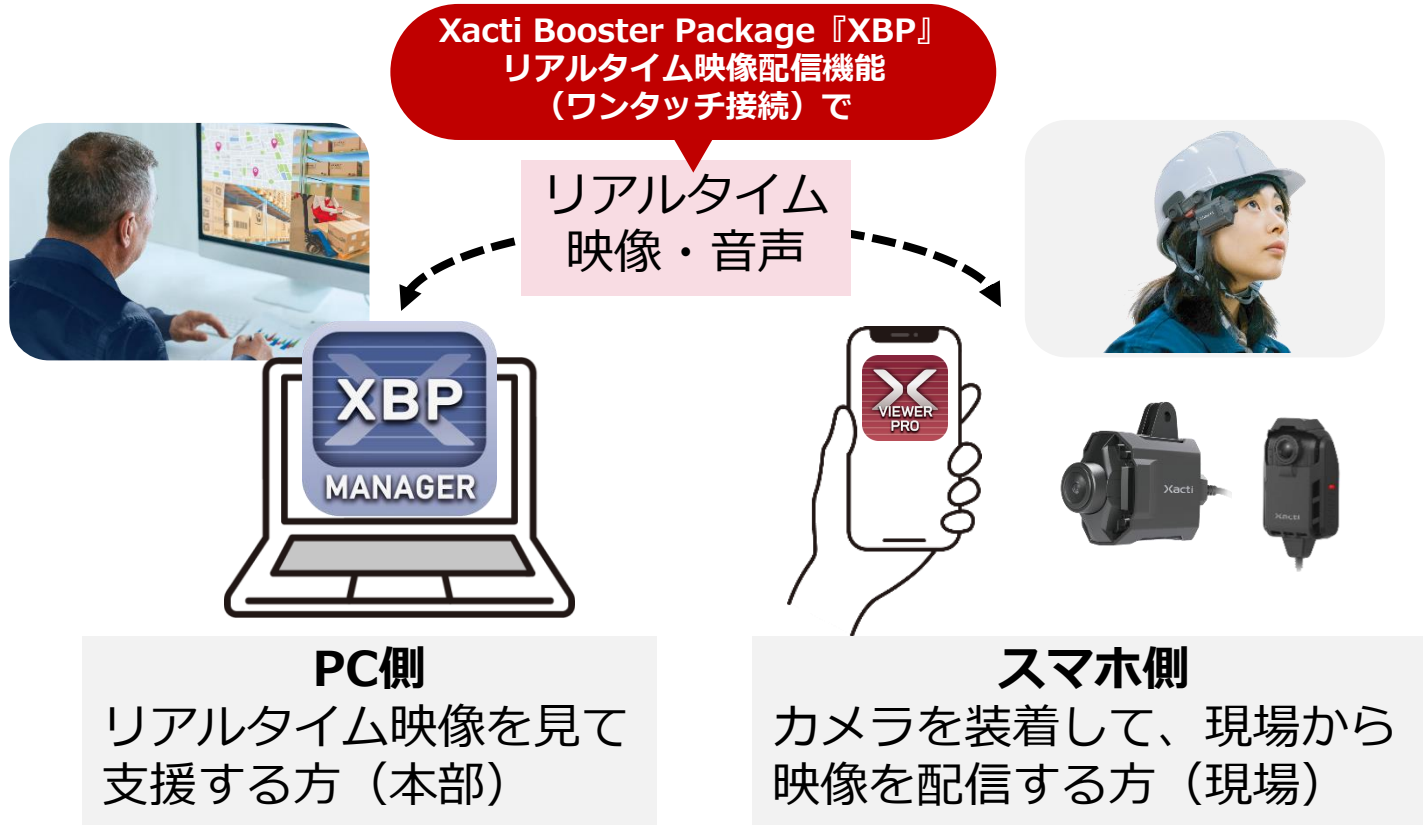 Xacti Booster Package『XBP』
リアルタイム映像配信機能
（ワンタッチ接続）で
リアルタイム
映像・音声
XBP
MANAGER
VIEWER
PRO
Xacti
Xacti
PC側
リアルタイム映像を見て
支援する方（本部）
スマホ側
カメラを装着して、現場から
映像を配信する方（現場）